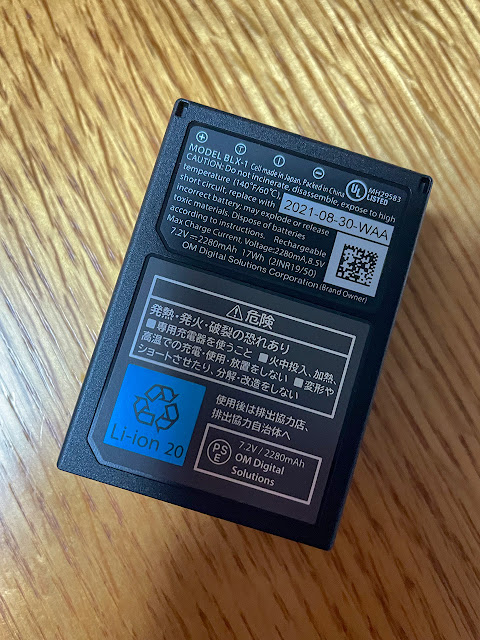 + T I −
MODEL BLX-1 Cell made in Japan, Packed in China
CAUTION: Do not incinerate, disassemble, expose to high
temperature (140°F/60℃),
short circuit, replace with
incorrect battery, may explode or release
toxic materials. Dispose of batteries
according to instructions. Rechargeable
Max Charge Current, Voltage:2280mA,8.5V
7.2V⎓2280mAh 17Wh (2INR19/50)
OM Digital Solutions Corporation (Brand Owner)
UL
MH29583
LISTED
2021-08-30-WAA
⚠危険
発熱・発火・破裂の恐れあり
■専用充電器を使うこと ■火中投入、加熱、
高温での充電・使用・放置をしない ■変形や
ショートさせたり、分解・改造をしない
Li-ion 20
使用後は排出協力店、
排出協力自治体へ
PSE
7.2V/2280mAh
OM Digital
Solutions